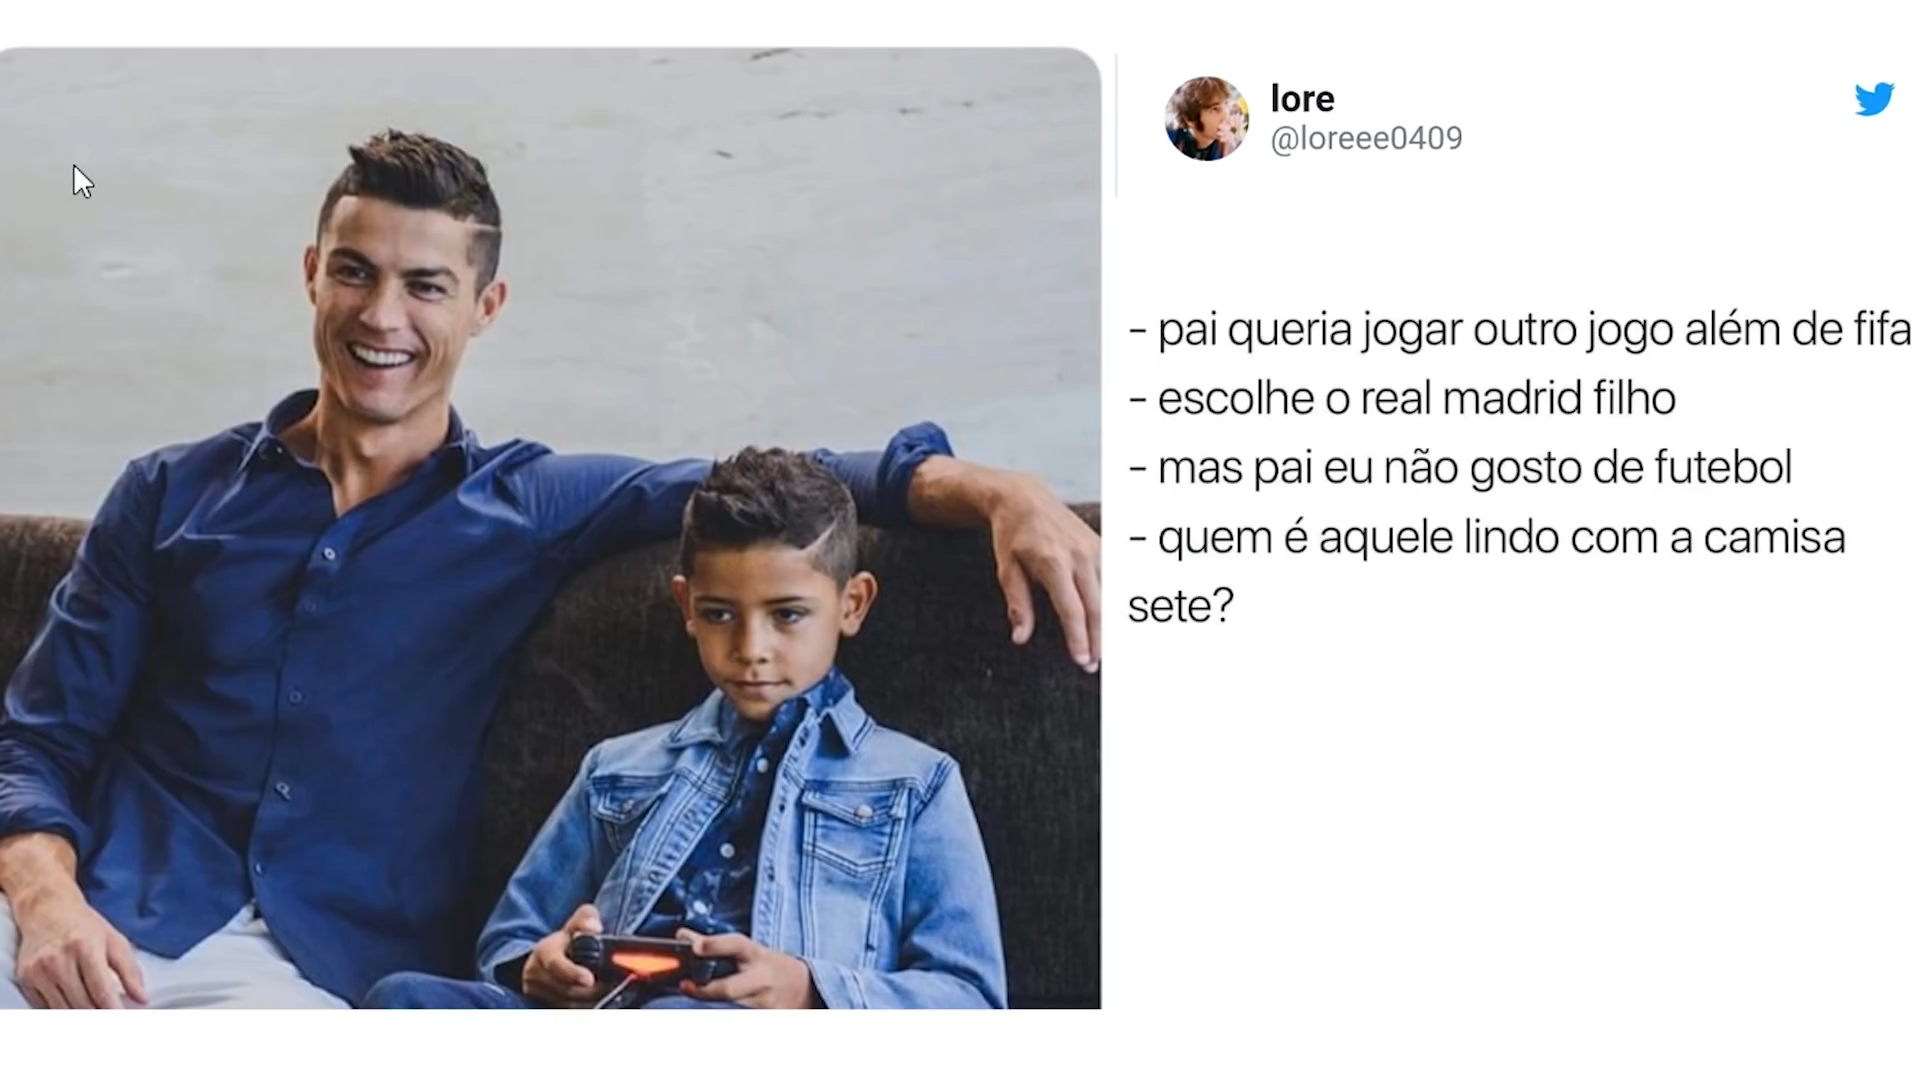 lore
@loreee0409
- pai queria jogar outro jogo além de fifa
- escolhe o real madrid filho
- mas pai eu não gosto de futebol
- quem é aquele lindo com a camisa
sete?